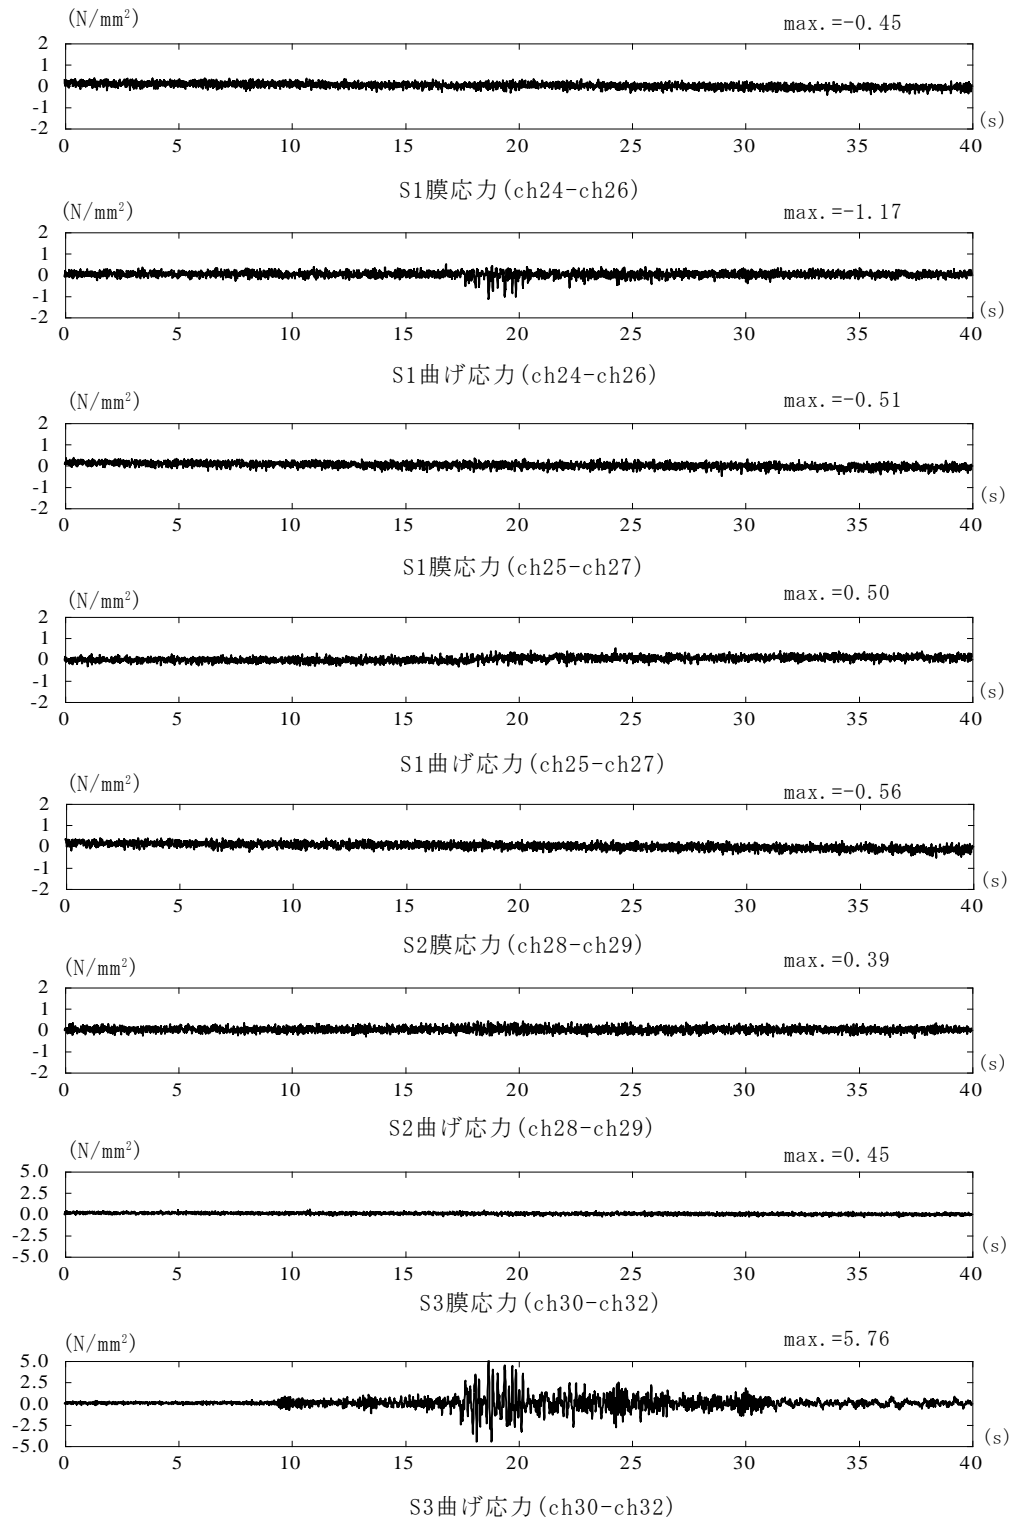 (N/mm²) max.=-0.45
2
1
0
-1
-2 (s)
0 5 10 15 20 25 30 35 40
S1膜応力(ch24-ch26)
(N/mm²) max.=-1.17
2
1
0
-1
-2 (s)
0 5 10 15 20 25 30 35 40
S1曲げ応力(ch24-ch26)
(N/mm²) max.=-0.51
2
1
0
-1
-2 (s)
0 5 10 15 20 25 30 35 40
S1膜応力(ch25-ch27)
(N/mm²) max.=0.50
2
1
0
-1
-2 (s)
0 5 10 15 20 25 30 35 40
S1曲げ応力(ch25-ch27)
(N/mm²) max.=-0.56
2
1
0
-1
-2 (s)
0 5 10 15 20 25 30 35 40
S2膜応力(ch28-ch29)
(N/mm²) max.=0.39
2
1
0
-1
-2 (s)
0 5 10 15 20 25 30 35 40
S2曲げ応力(ch28-ch29)
(N/mm²) max.=0.45
5.0
2.5
0.0
-2.5
-5.0 (s)
0 5 10 15 20 25 30 35 40
S3膜応力(ch30-ch32)
(N/mm²) max.=5.76
5.0
2.5
0.0
-2.5
-5.0 (s)
0 5 10 15 20 25 30 35 40
S3曲げ応力(ch30-ch32)